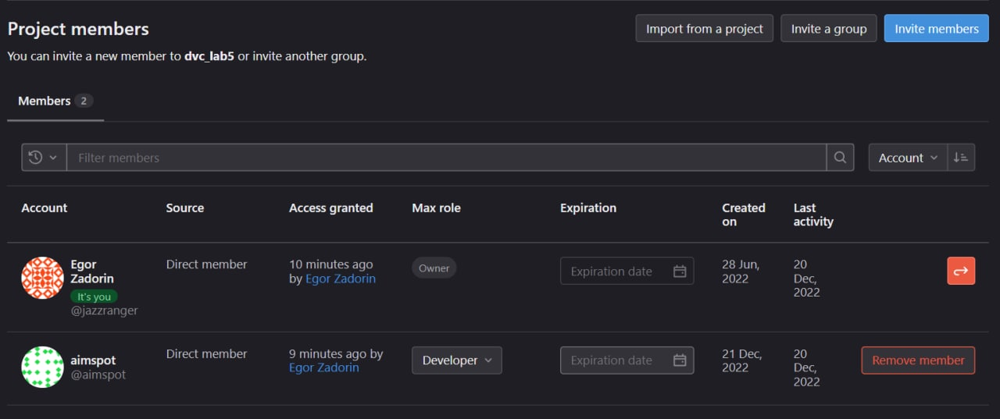 Project members
Import from a project
Invite a group
Invite members
You can invite a new member to dvc_lab5 or invite another group.
Members 2
Filter members
Account
Account
Source
Access granted
Max role
Expiration
Created
on
Last
activity
Egor
Zadorin
It's you
@jazzranger
Direct member
10 minutes ago
by Egor Zadorin
Owner
Expiration date
28 Jun,
2022
20
Dec,
2022
aimspot
@aimspot
Direct member
9 minutes ago by
Egor Zadorin
Developer
Expiration date
21 Dec,
2022
20
Dec,
2022
Remove member